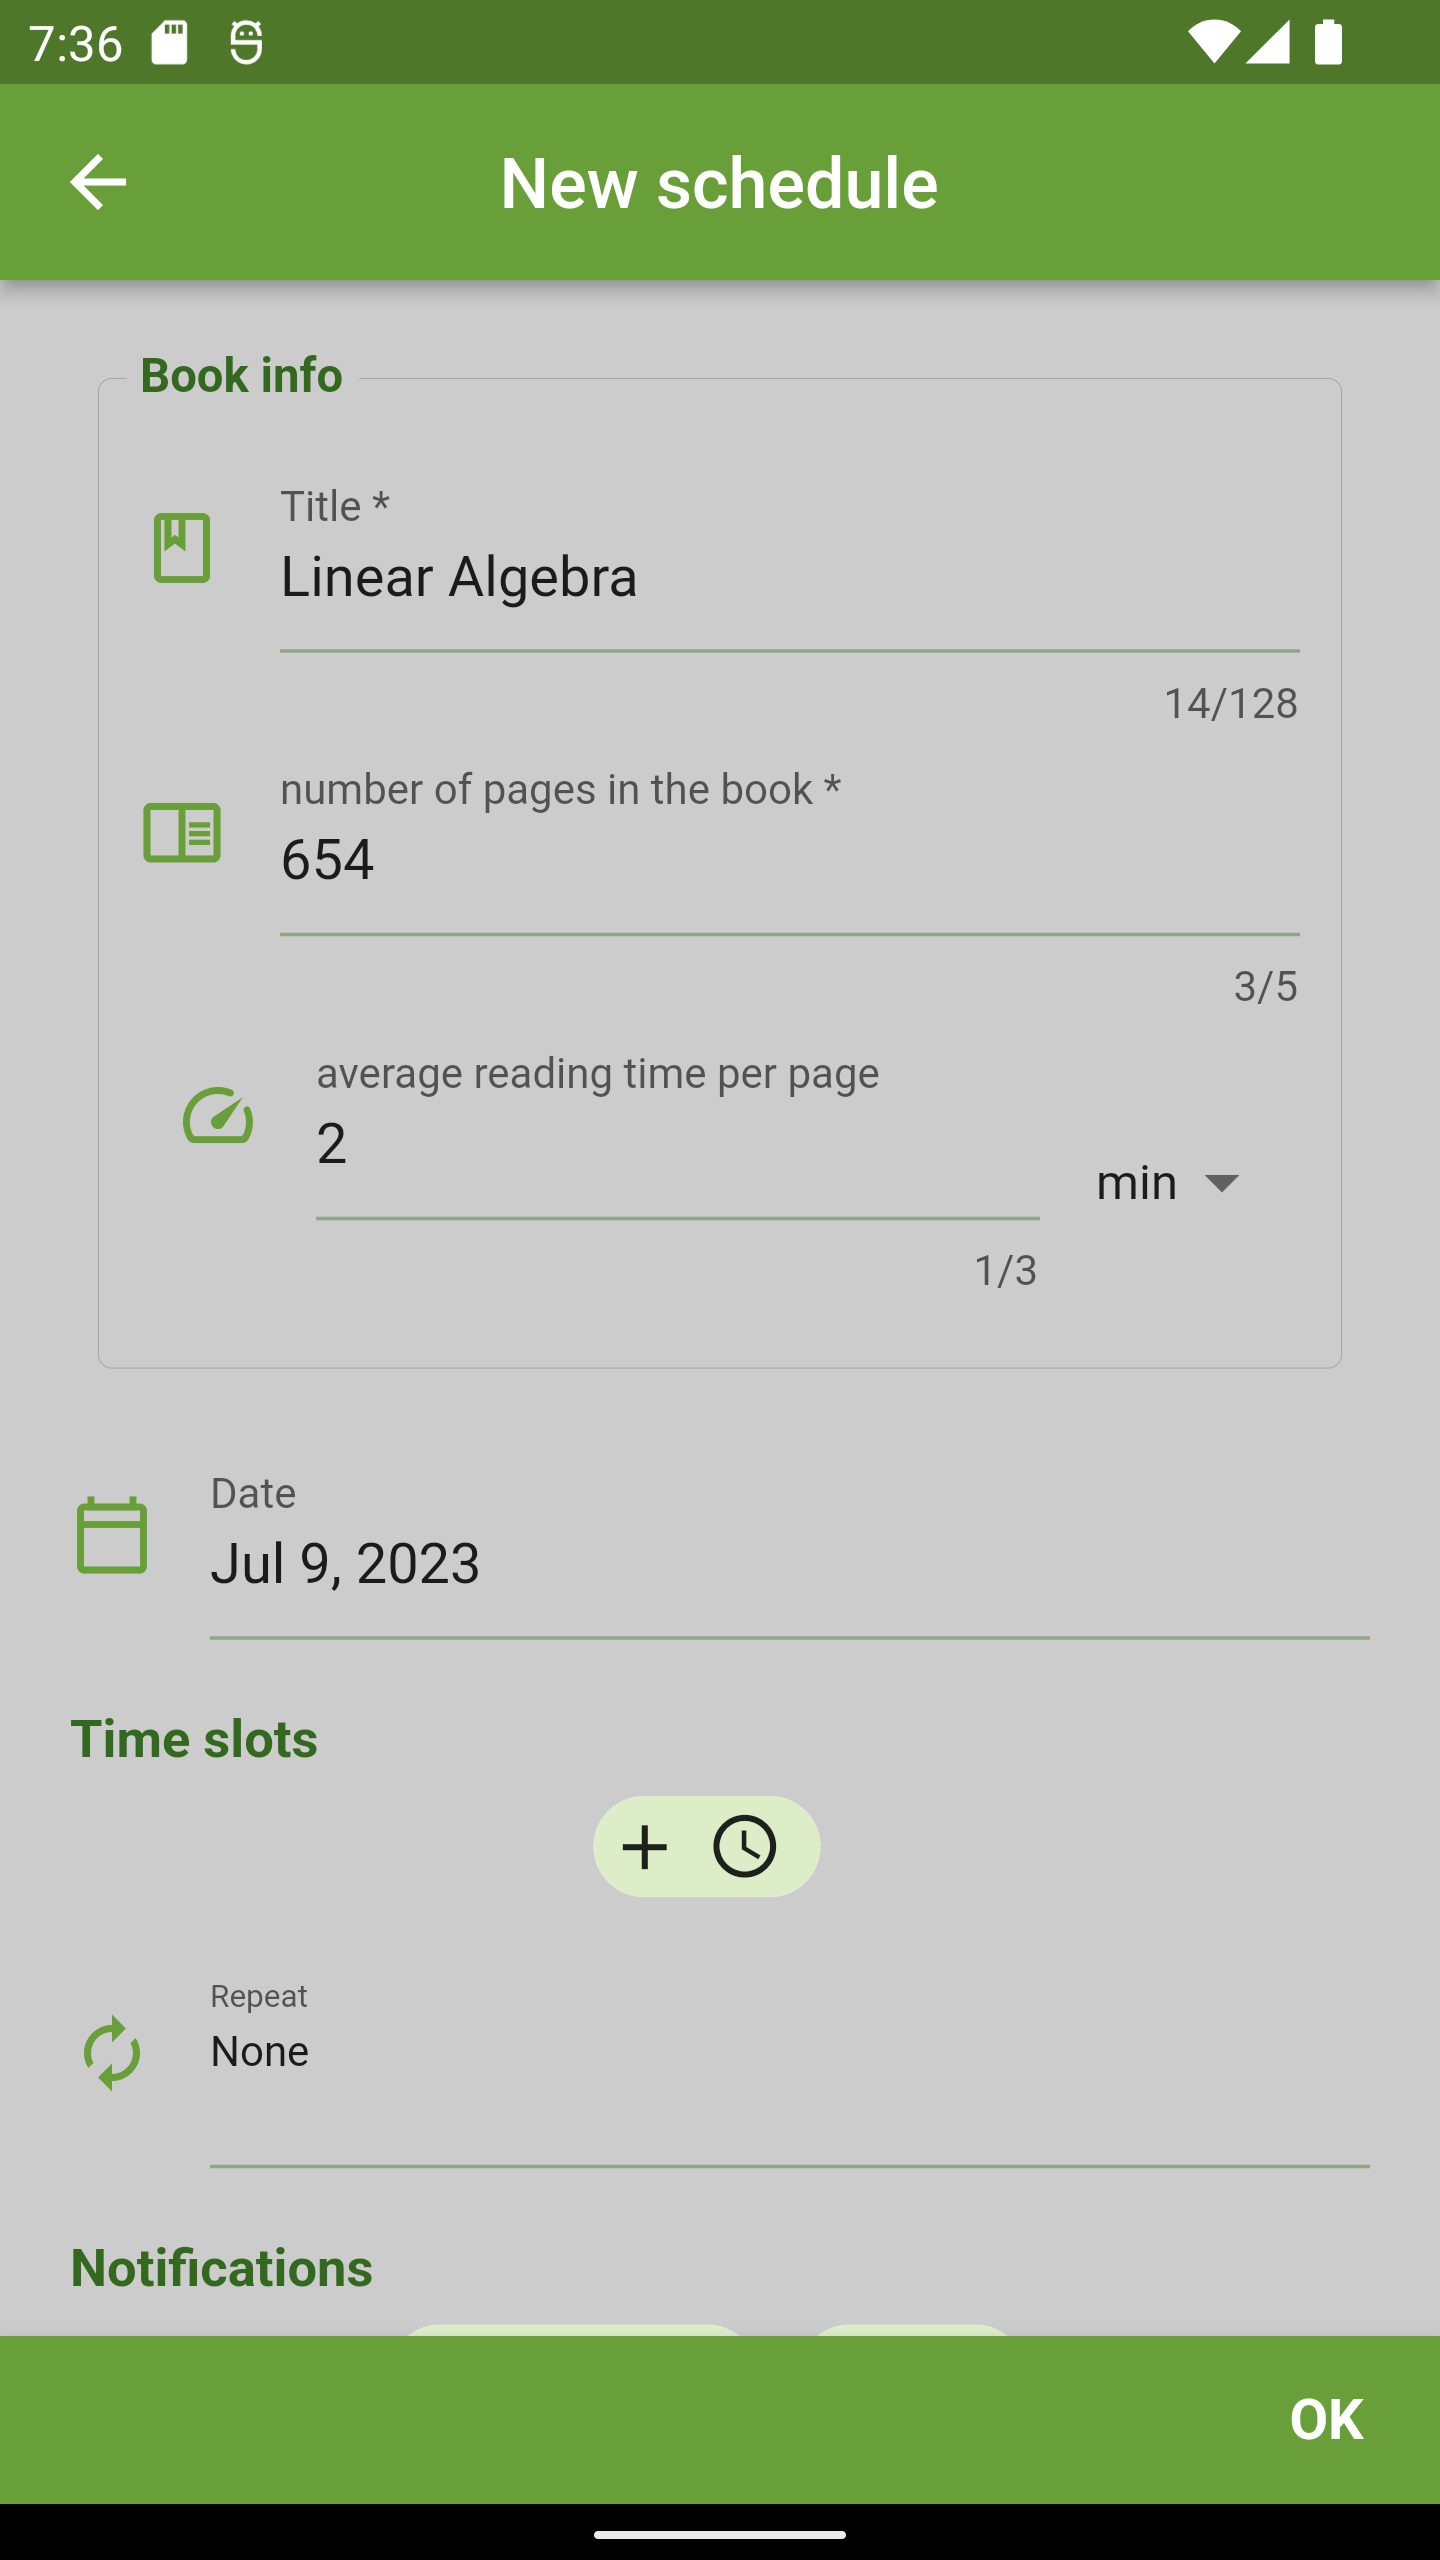 7:36
New schedule
Book info
Title *
Linear Algebra
14/128
number of pages in the book *
654
3/5
average reading time per page
2
min
1/3
Date
Jul 9, 2023
Time slots
Repeat
None
Notifications
OK